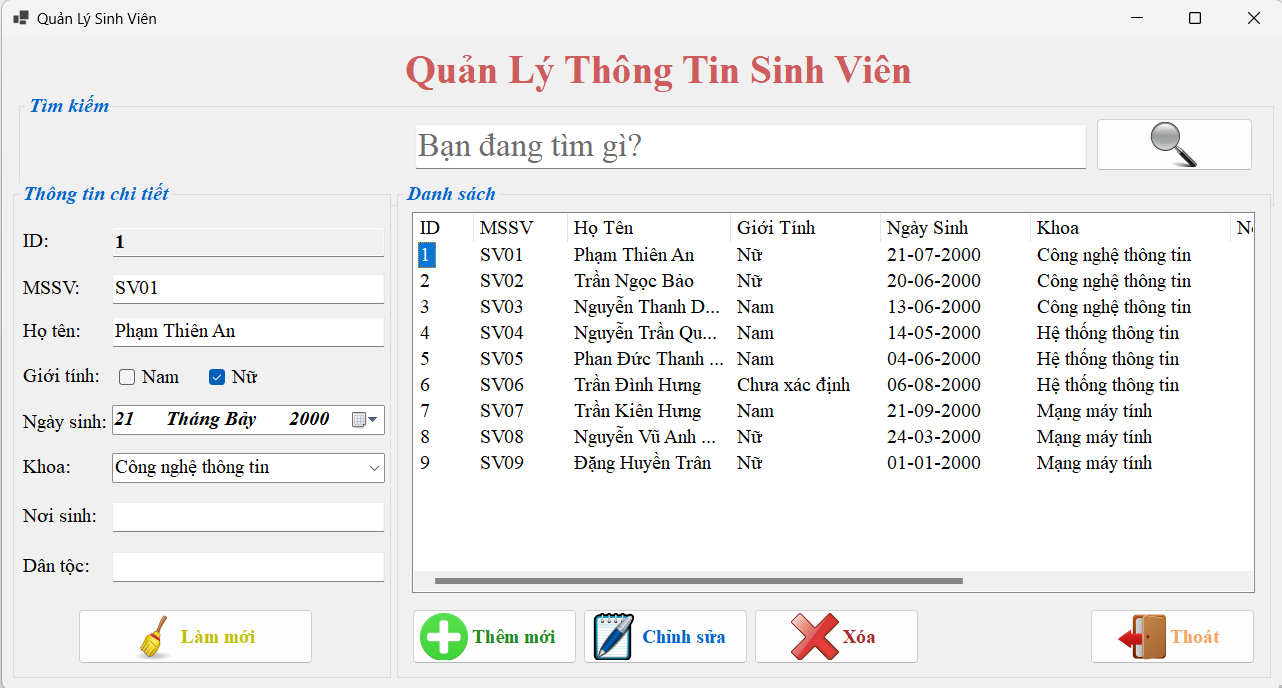 Quản Lý Sinh Viên
Quản Lý Thông Tin Sinh Viên
Tìm kiếm
Bạn đang tìm gì?
Thông tin chi tiết
ID: 1
MSSV: SV01
Họ tên: Phạm Thiên An
Giới tính: Nam Nữ
Ngày sinh: 21 Tháng Bảy 2000
Khoa: Công nghệ thông tin
Nơi sinh:
Dân tộc:
Làm mới
Danh sách
ID MSSV Họ Tên Giới Tính Ngày Sinh Khoa
1 SV01 Phạm Thiên An Nữ 21-07-2000 Công nghệ thông tin
2 SV02 Trần Ngọc Bảo Nữ 20-06-2000 Công nghệ thông tin
3 SV03 Nguyễn Thanh D... Nam 13-06-2000 Công nghệ thông tin
4 SV04 Nguyễn Trần Qu... Nam 14-05-2000 Hệ thống thông tin
5 SV05 Phan Đức Thanh ... Nam 04-06-2000 Hệ thống thông tin
6 SV06 Trần Đình Hưng Chưa xác định 06-08-2000 Hệ thống thông tin
7 SV07 Trần Kiên Hưng Nam 21-09-2000 Mạng máy tính
8 SV08 Nguyễn Vũ Anh ... Nữ 24-03-2000 Mạng máy tính
9 SV09 Đặng Huyền Trân Nữ 01-01-2000 Mạng máy tính
Thêm mới
Chỉnh sửa
Xóa
Thoát